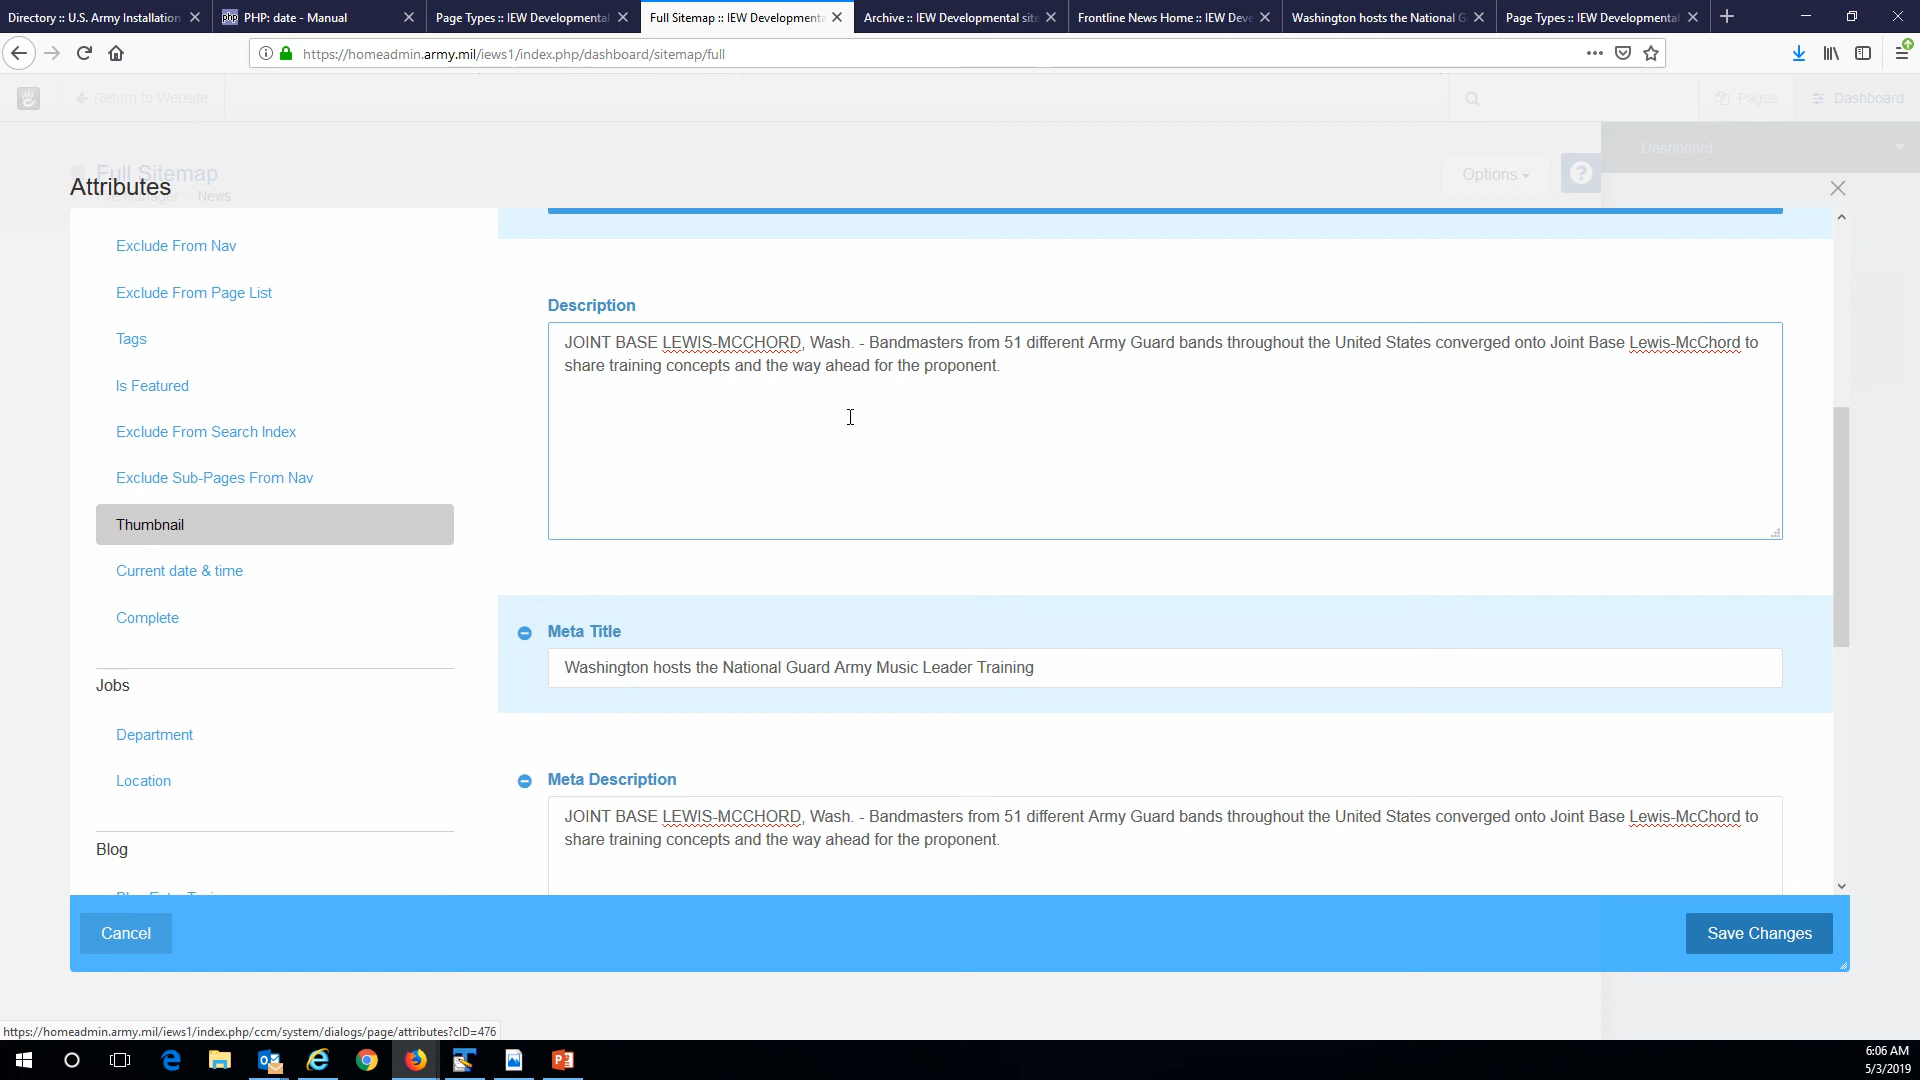 Directory :: U.S. Army Installation
PHP: date - Manual
Page Types :: IEW Developmental
Full Sitemap :: IEW Developmenta
Archive :: IEW Developmental site
Frontline News Home :: IEW Deve
Washington hosts the National G
Page Types :: IEW Developmental
https://homeadmin.army.mil/iews1/index.php/dashboard/sitemap/full
Return to Website
Pages
Dashboard
Full Sitemap
Options
?
Dashboard
Attributes
News
Exclude From Nav
Exclude From Page List
Tags
Is Featured
Exclude From Search Index
Exclude Sub-Pages From Nav
Thumbnail
Current date & time
Complete
Jobs
Department
Location
Blog
Description
JOINT BASE LEWIS-MCCHORD, Wash. - Bandmasters from 51 different Army Guard bands throughout the United States converged onto Joint Base Lewis-McChord to
share training concepts and the way ahead for the proponent.
Meta Title
Washington hosts the National Guard Army Music Leader Training
Meta Description
JOINT BASE LEWIS-MCCHORD, Wash. - Bandmasters from 51 different Army Guard bands throughout the United States converged onto Joint Base Lewis-McChord to
share training concepts and the way ahead for the proponent.
Cancel
Save Changes
https://homeadmin.army.mil/iews1/index.php/ccm/system/dialogs/page/attributes?cID=476
6:06 AM
5/3/2019